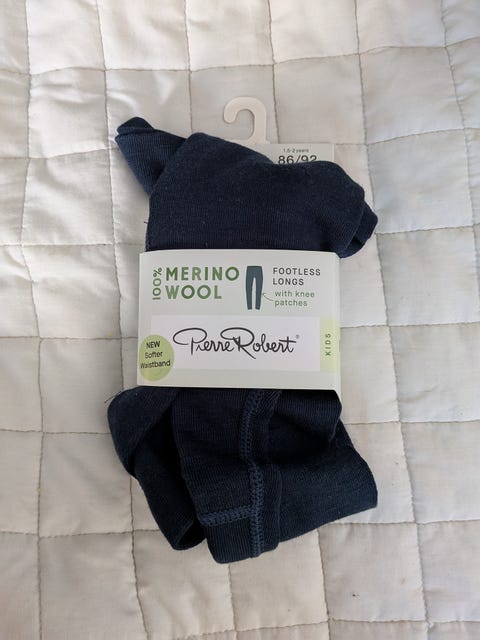 1.5-2 years
86/92
100% MERINO
WOOL
FOOTLESS
LONGS
with knee
patches
Pierre Robert®
NEW
Softer
Waistband
KIDS